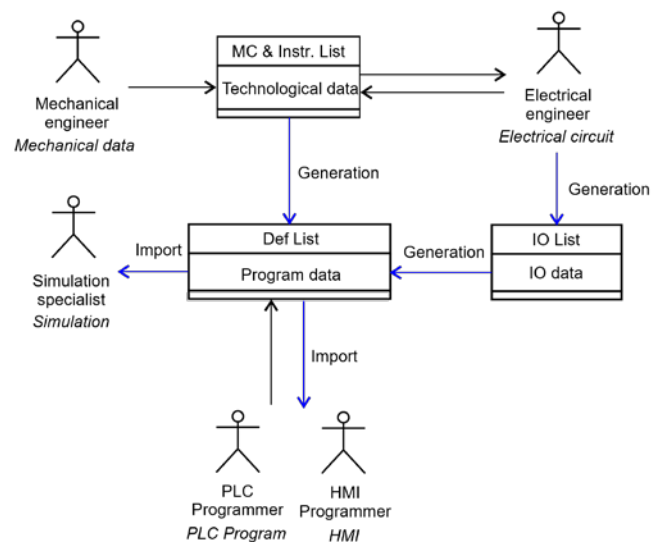 MC & Instr. List
Technological data
Mechanical
engineer
Mechanical data
Electrical
engineer
Electrical circuit
Generation
Generation
Def List
Program data
Import
Generation
IO List
IO data
Simulation
specialist
Simulation
Import
PLC
Programmer
PLC Program
HMI
Programmer
HMI